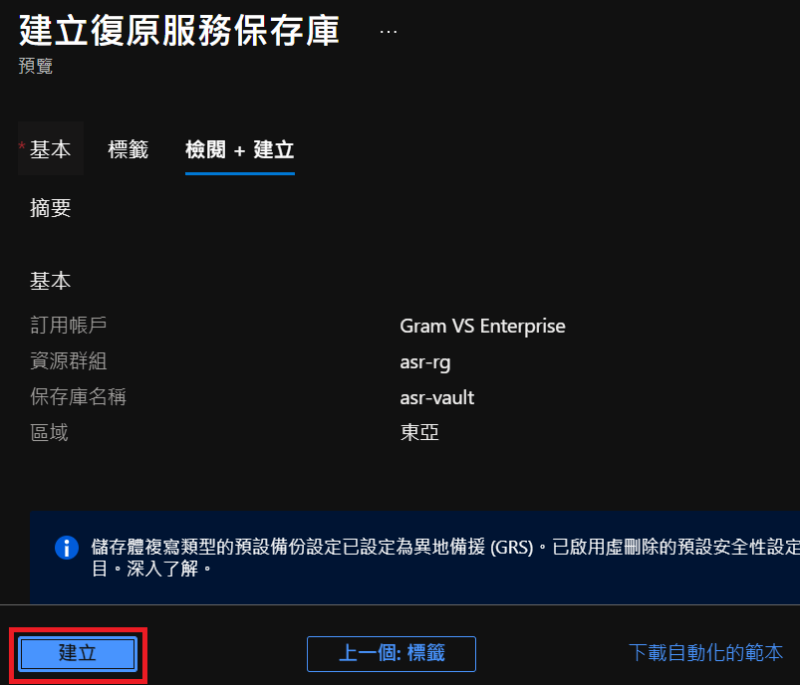 建立復原服務保存庫 ...
預覽
* 基本 標籤 檢閱 + 建立
摘要
基本
訂用帳戶 Gram VS Enterprise
資源群組 asr-rg
保存庫名稱 asr-vault
區域 東亞
儲存體複寫類型的預設備份設定已設定為異地備援 (GRS)。已啟用虛刪除的預設安全性設定
目。深入了解。
建立 上一個: 標籤 下載自動化的範本